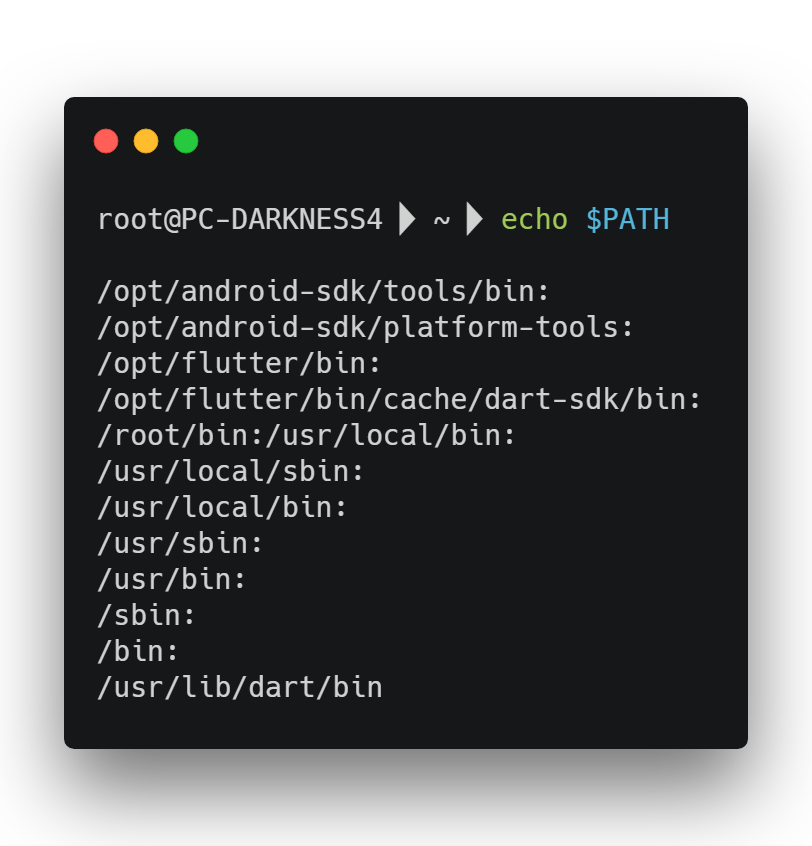 root@PC-DARKNESS4 ~ echo $PATH
/opt/android-sdk/tools/bin:
/opt/android-sdk/platform-tools:
/opt/flutter/bin:
/opt/flutter/bin/cache/dart-sdk/bin:
/root/bin:/usr/local/bin:
/usr/local/sbin:
/usr/local/bin:
/usr/sbin:
/usr/bin:
/sbin:
/bin:
/usr/lib/dart/bin